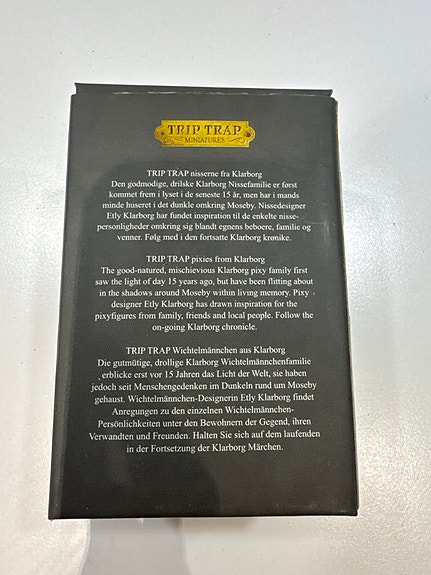 TRIP TRAP
MINIATURES
TRIP TRAP nisserne fra Klarborg
Den godmodige, drilske Klarborg Nissefamilie er først
kommet frem i lyset i de seneste 15 år, men har i mands
minde huseret i det dunkle omkring Moseby. Nissedesigner
Etly Klarborg har fundet inspiration til de enkelte nisse-
personligheder omkring sig blandt egnens beboere, familie og
venner. Følg med i den fortsatte Klarborg krønike.
TRIP TRAP pixies from Klarborg
The good-natured, mischievious Klarborg pixy family first
saw the light of day 15 years ago, but have been flitting about
in the shadows around Moseby within living memory. Pixy
designer Etly Klarborg has drawn inspiration for the
pixyfigures from family, friends and local people. Follow the
on-going Klarborg chronicle.
TRIP TRAP Wichtelmännchen aus Klarborg
Die gutmütige, drollige Klarborg Wichtelmännchenfamilie
erblicke erst vor 15 Jahren das Licht der Welt, sie haben
jedoch seit Menschengedenken im Dunkeln rund um Moseby
gehaust. Wichtelmännchen-Designerin Etly Klarborg findet
Anregungen zu den einzelnen Wichtelmännchen-
Persönlichkeiten unter den Bewohnern der Gegend, ihren
Verwandten und Freunden. Halten Sie sich auf dem laufenden
in der Fortsetzung der Klarborg Märchen.